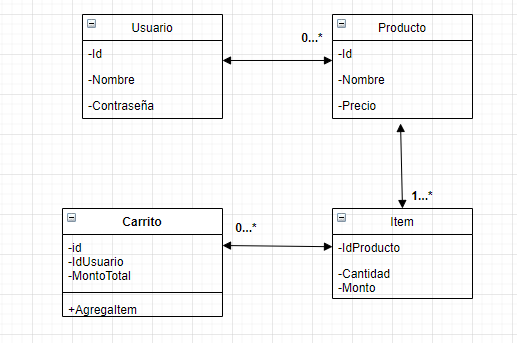 Usuario
-Id
-Nombre
-Contraseña
0...*
Producto
-Id
-Nombre
-Precio
1...*
Carrito
-id
-IdUsuario
-MontoTotal
+AgregaItem
0...*
Item
-IdProducto
-Cantidad
-Monto